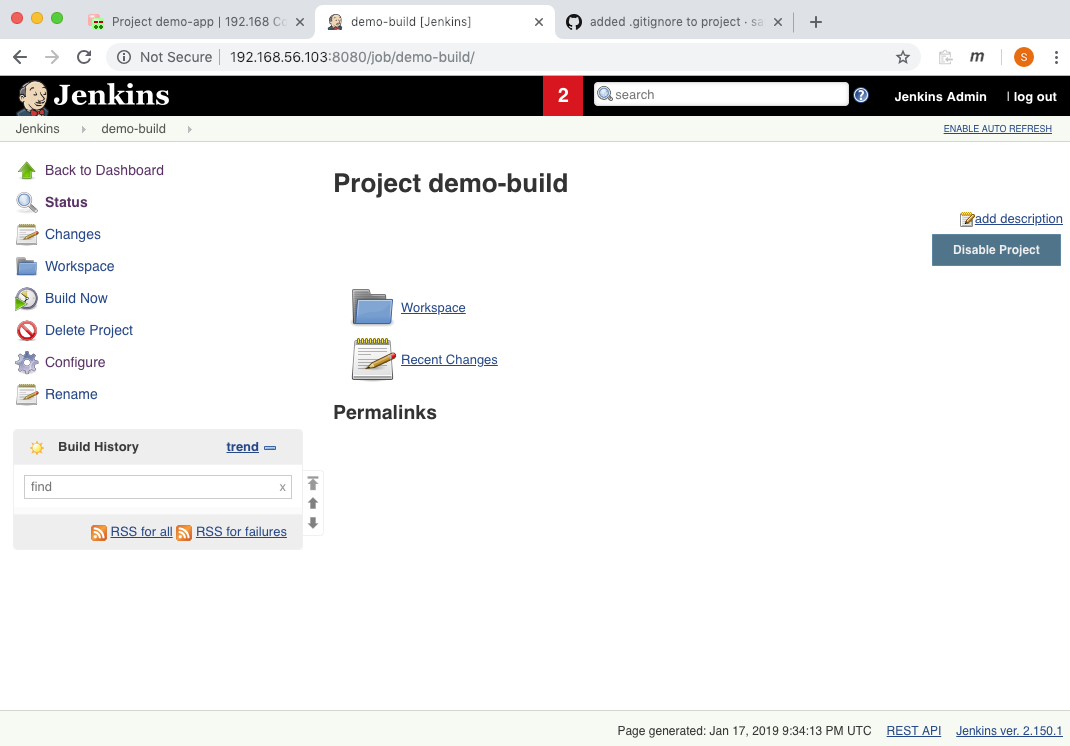 Project demo-app | 192.168 Co
demo-build [Jenkins]
added .gitignore to project · sa
Not Secure
192.168.56.103:8080/job/demo-build/
m
S
Jenkins
2
search
Jenkins Admin
| log out
Jenkins
demo-build
ENABLE AUTO REFRESH
Back to Dashboard
Status
Changes
Workspace
Build Now
Delete Project
Configure
Rename
Project demo-build
add description
Disable Project
Workspace
Recent Changes
Permalinks
Build History
trend
find
x
RSS for all
RSS for failures
Page generated: Jan 17, 2019 9:34:13 PM UTC
REST API
Jenkins ver. 2.150.1